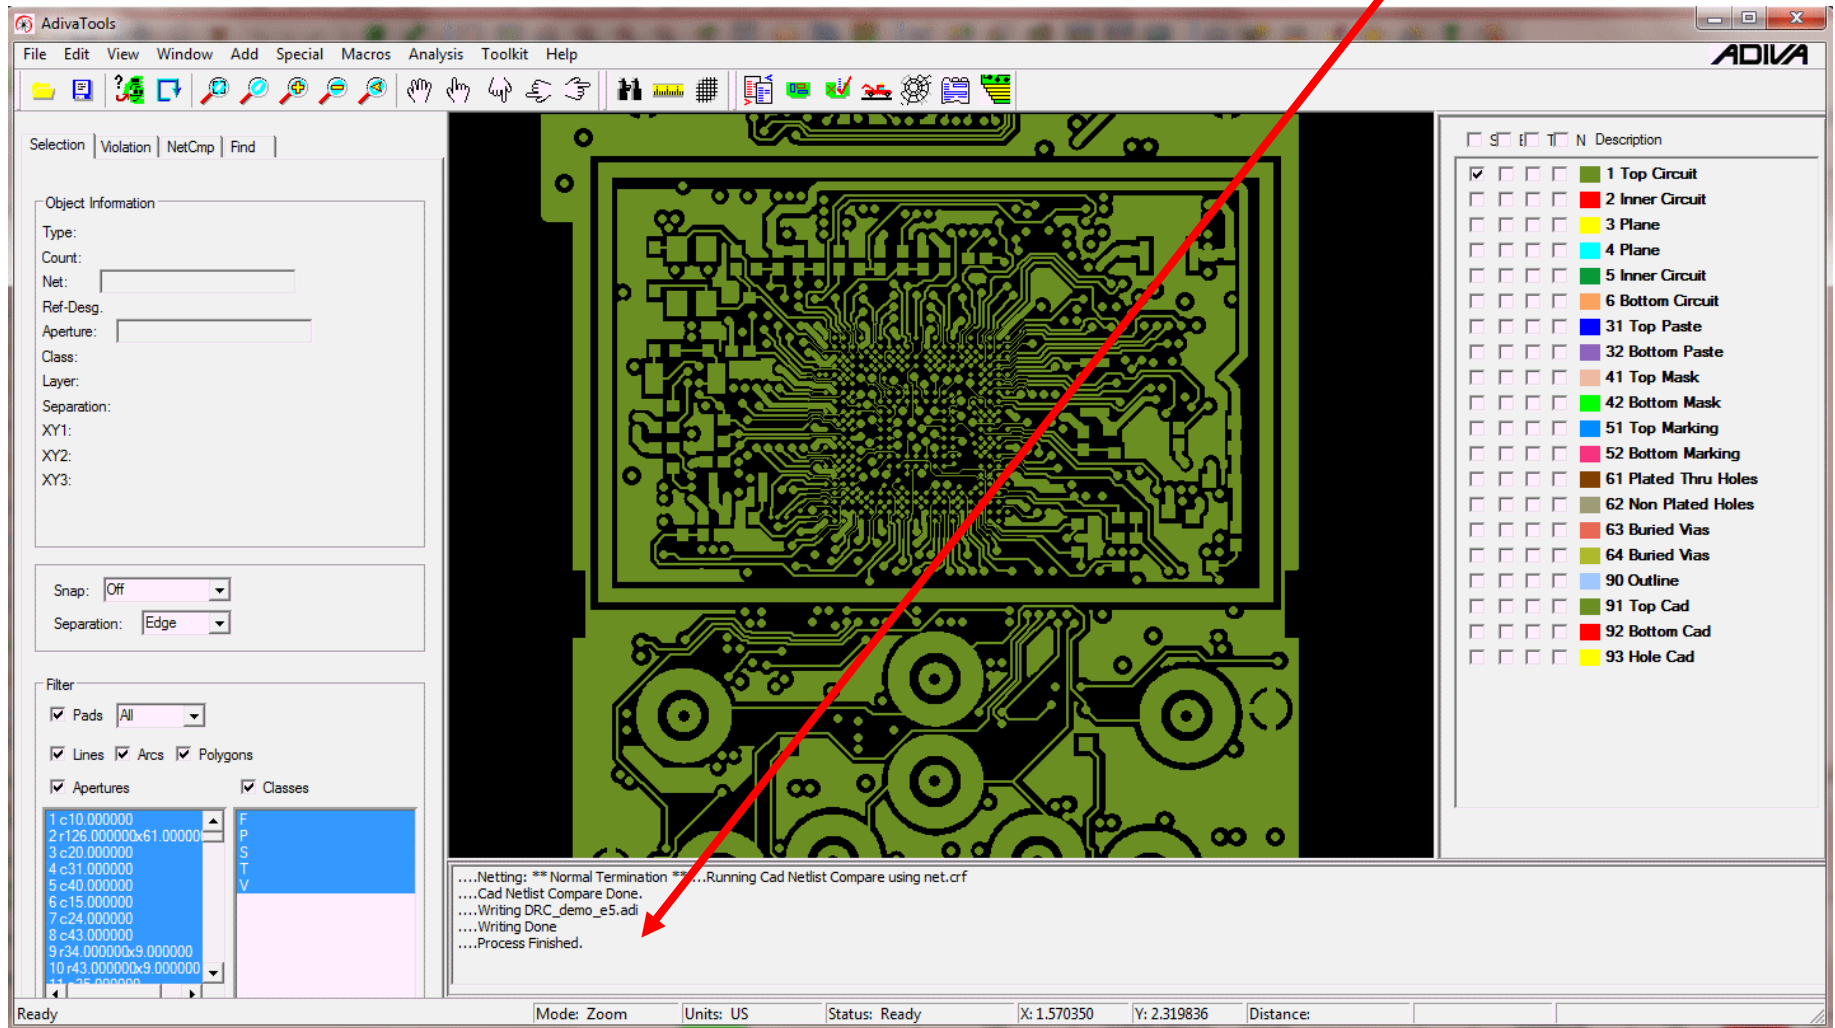 AdivaTools
File Edit View Window Add Special Macros Analysis Toolkit Help
ADIVA
Selection Violation NetCmp Find
Object Information
Type:
Count:
Net:
Ref-Desg.
Aperture:
Class:
Layer:
Separation:
XY1:
XY2:
XY3:
Snap: Off
Separation: Edge
Filter
Pads All
Lines Arcs Polygons
Apertures Classes
1 c10.000000
2 r126.000000x61.00000
3 c20.000000
4 c31.000000
5 c40.000000
6 c15.000000
7 c24.000000
8 c43.000000
9 r34.000000x9.000000
10 r43.000000x9.000000
F
P
S
T
V
....Netting: ** Normal Termination **....Running Cad Netlist Compare using net.crf
....Cad Netlist Compare Done.
....Writing DRC_demo_e5.adi
....Writing Done
....Process Finished.
S E T N Description
1 Top Circuit
2 Inner Circuit
3 Plane
4 Plane
5 Inner Circuit
6 Bottom Circuit
31 Top Paste
32 Bottom Paste
41 Top Mask
42 Bottom Mask
51 Top Marking
52 Bottom Marking
61 Plated Thru Holes
62 Non Plated Holes
63 Buried Vias
64 Buried Vias
90 Outline
91 Top Cad
92 Bottom Cad
93 Hole Cad
Ready Mode: Zoom Units: US Status: Ready X: 1.570350 Y: 2.319836 Distance: